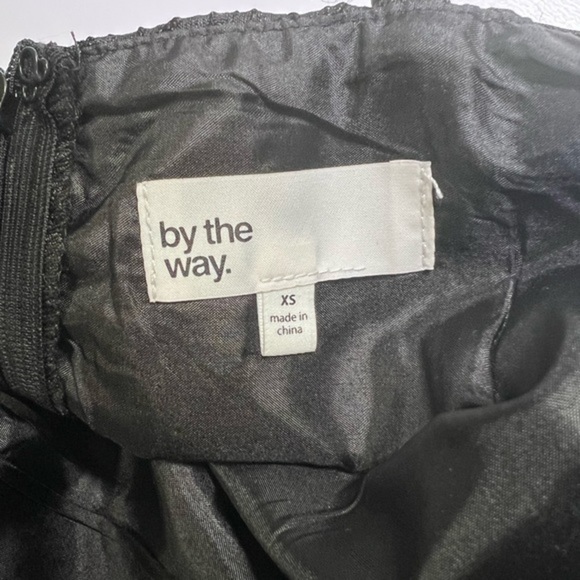 by the
way.
XS
made in
china